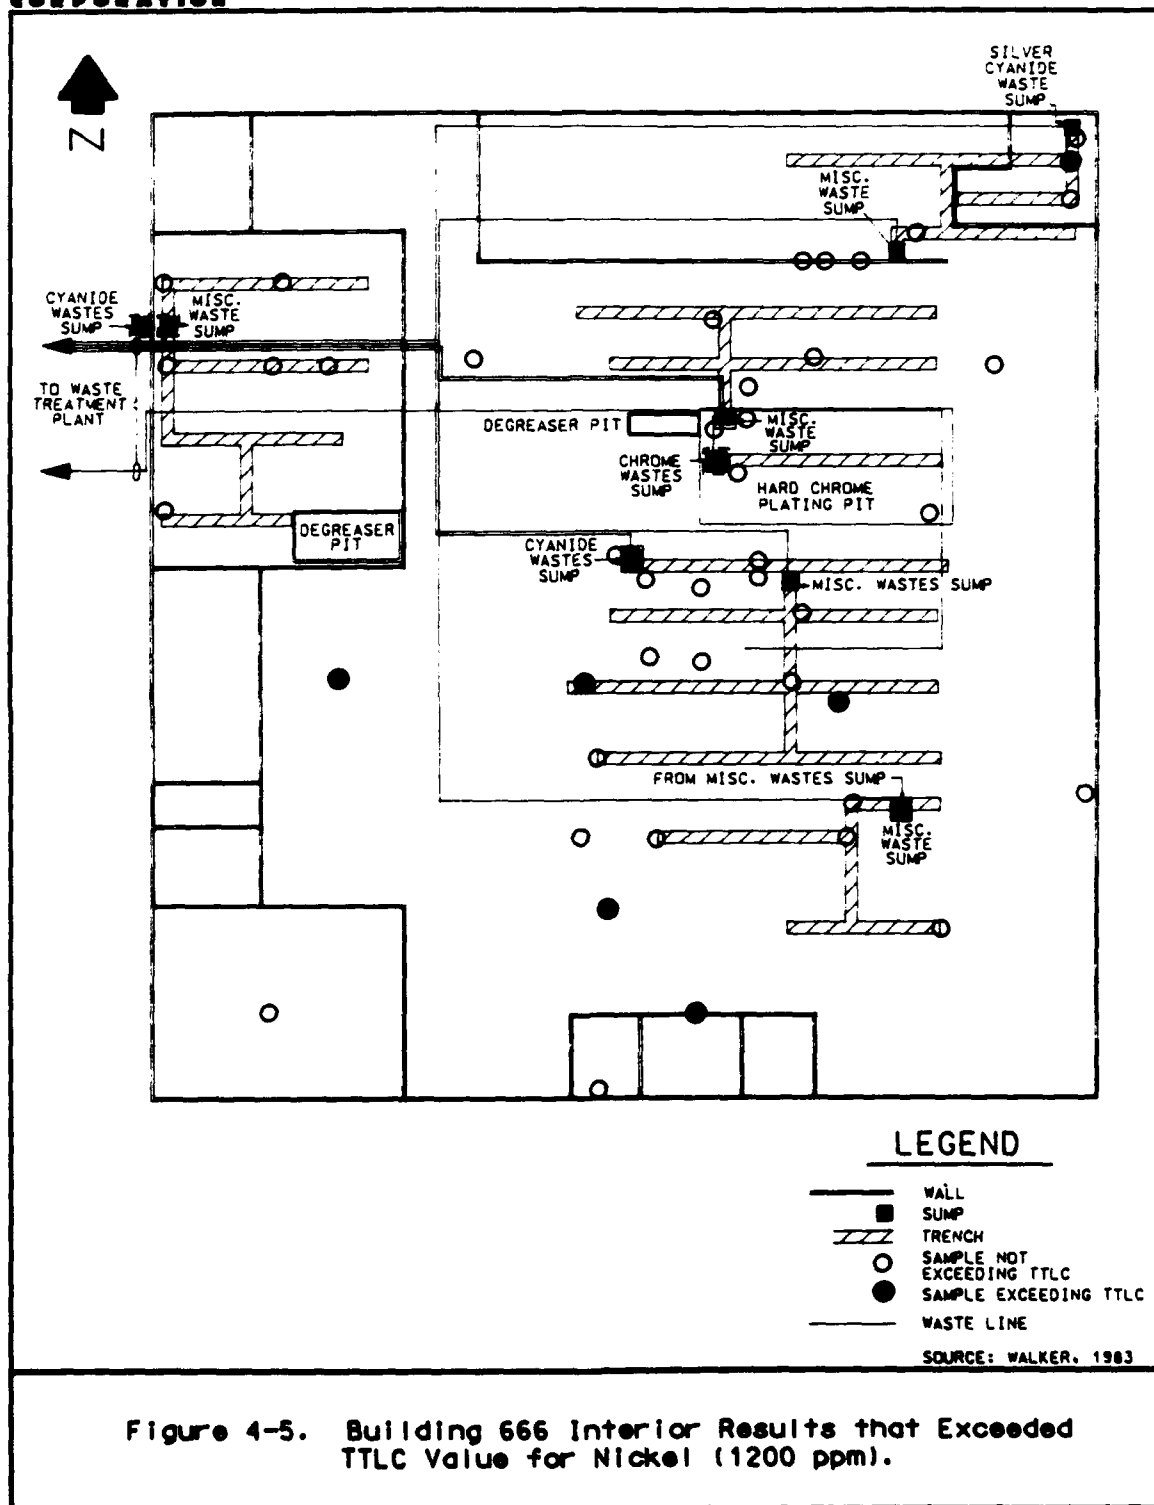 CORPORATION
SILVER
CYANIDE
WASTE
SUMP
N
MISC.
WASTE
SUMP
CYANIDE
WASTES
SUMP
MISC.
WASTE
SUMP
TO WASTE
TREATMENT
PLANT
DEGREASER PIT
MISC.
WASTE
SUMP
CHROME
WASTES
SUMP
HARD CHROME
PLATING PIT
DEGREASER
PIT
CYANIDE
WASTES
SUMP
MISC. WASTES SUMP
FROM MISC. WASTES SUMP
MISC.
WASTE
SUMP
LEGEND
WALL
SUMP
TRENCH
SAMPLE NOT
EXCEEDING TTLC
SAMPLE EXCEEDING TTLC
WASTE LINE
SOURCE: WALKER, 1983
Figure 4-5. Building 666 Interior Results that Exceeded
TTLC Value for Nickel (1200 ppm).